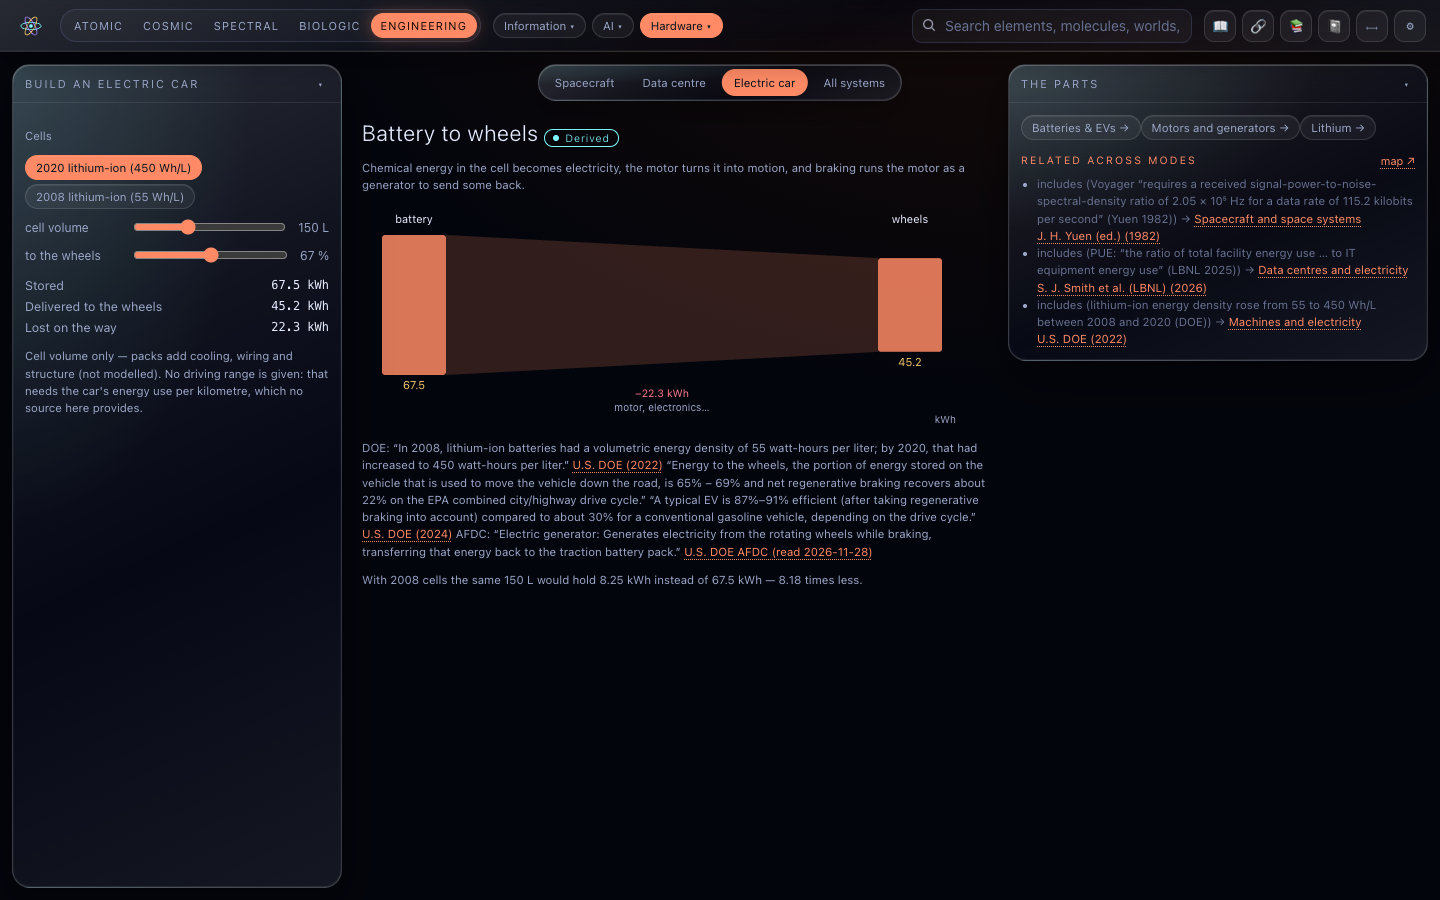 ATOMIC COSMIC SPECTRAL BIOLOGIC ENGINEERING Information ▾ AI ▾ Hardware ▾ Search elements, molecules, worlds,
BUILD AN ELECTRIC CAR
Cells
2020 lithium-ion (450 Wh/L)
2008 lithium-ion (55 Wh/L)
cell volume 150 L
to the wheels 67 %
Stored 67.5 kWh
Delivered to the wheels 45.2 kWh
Lost on the way 22.3 kWh
Cell volume only — packs add cooling, wiring and
structure (not modelled). No driving range is given: that
needs the car's energy use per kilometre, which no
source here provides.
Spacecraft Data centre Electric car All systems
Battery to wheels Derived
Chemical energy in the cell becomes electricity, the motor turns it into motion, and braking runs the motor as a
generator to send some back.
battery wheels
67.5 45.2
−22.3 kWh
motor, electronics…
kWh
DOE: “In 2008, lithium-ion batteries had a volumetric energy density of 55 watt-hours per liter; by 2020, that had
increased to 450 watt-hours per liter.” U.S. DOE (2022) “Energy to the wheels, the portion of energy stored on the
vehicle that is used to move the vehicle down the road, is 65% – 69% and net regenerative braking recovers about
22% on the EPA combined city/highway drive cycle.” “A typical EV is 87%–91% efficient (after taking regenerative
braking into account) compared to about 30% for a conventional gasoline vehicle, depending on the drive cycle.”
U.S. DOE (2024) AFDC: “Electric generator: Generates electricity from the rotating wheels while braking,
transferring that energy back to the traction battery pack.” U.S. DOE AFDC (read 2026-11-28)
With 2008 cells the same 150 L would hold 8.25 kWh instead of 67.5 kWh — 8.18 times less.
THE PARTS
Batteries & EVs → Motors and generators → Lithium →
RELATED ACROSS MODES map ↗
• includes (Voyager “requires a received signal-power-to-noise-
spectral-density ratio of 2.05 × 10⁵ Hz for a data rate of 115.2 kilobits
per second” (Yuen 1982)) → Spacecraft and space systems
J. H. Yuen (ed.) (1982)
• includes (PUE: “the ratio of total facility energy use … to IT
equipment energy use” (LBNL 2025)) → Data centres and electricity
S. J. Smith et al. (LBNL) (2026)
• includes (lithium-ion energy density rose from 55 to 450 Wh/L
between 2008 and 2020 (DOE)) → Machines and electricity
U.S. DOE (2022)